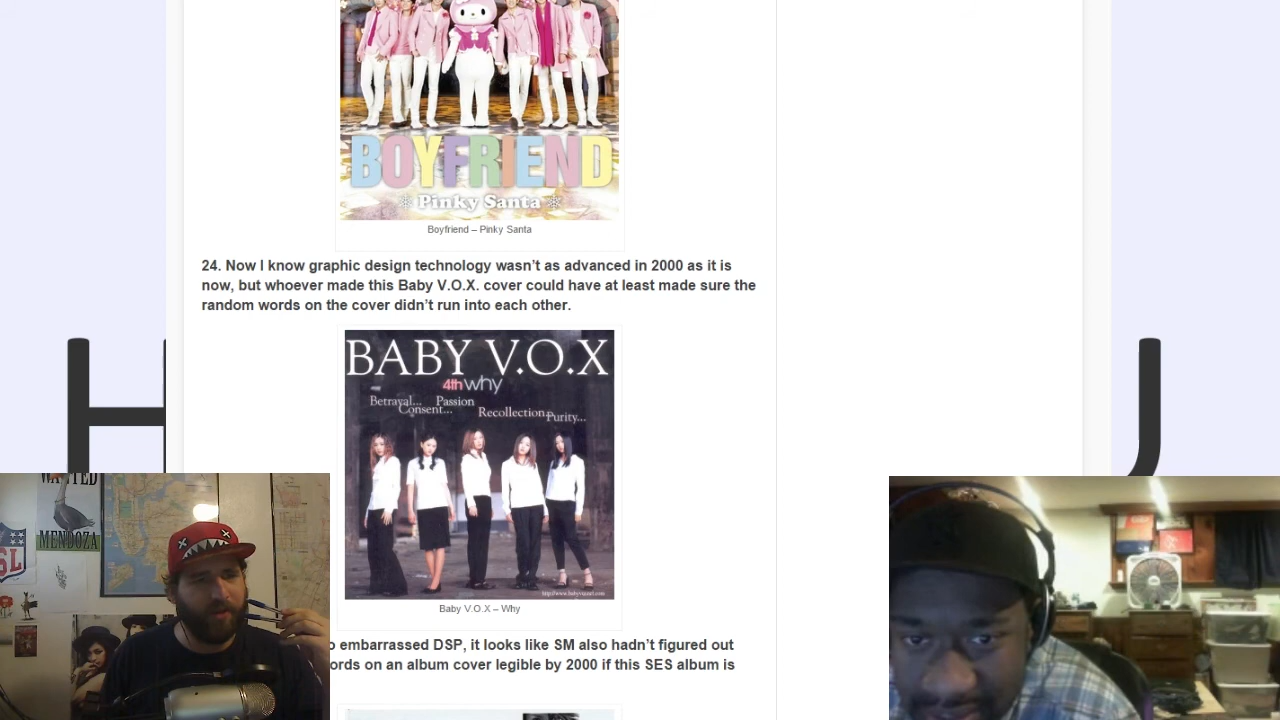 BOYFRIEND
Pinky Santa
Boyfriend – Pinky Santa
24. Now I know graphic design technology wasn't as advanced in 2000 as it is
now, but whoever made this Baby V.O.X. cover could have at least made sure the
random words on the cover didn't run into each other.
BABY V.O.X
4th why
Betrayal... Passion
Consent... Recollection... Purity...
Baby V.O.X – Why
embarrassed DSP, it looks like SM also hadn't figured out
on an album cover legible by 2000 if this SES album is
H
J
WANTED
MENDOZA
SL